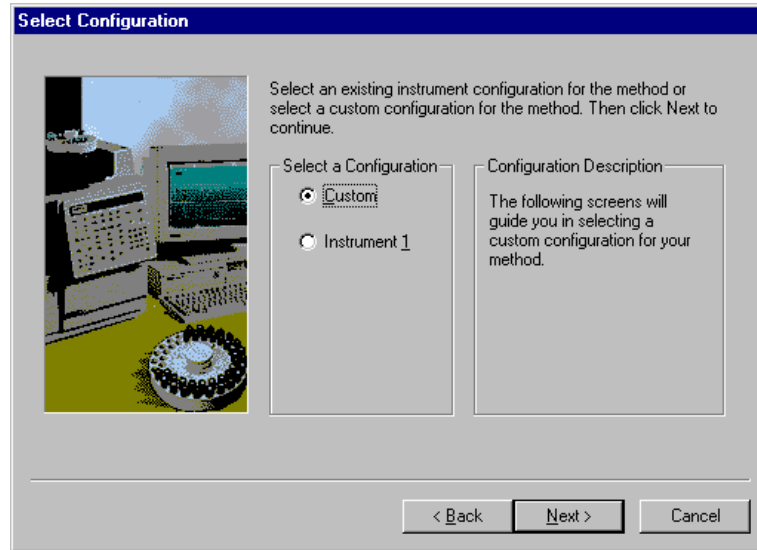 Select Configuration
Select an existing instrument configuration for the method or
select a custom configuration for the method. Then click Next to
continue.
Select a Configuration
Custom
Instrument 1
Configuration Description
The following screens will
guide you in selecting a
custom configuration for your
method.
< Back
Next >
Cancel